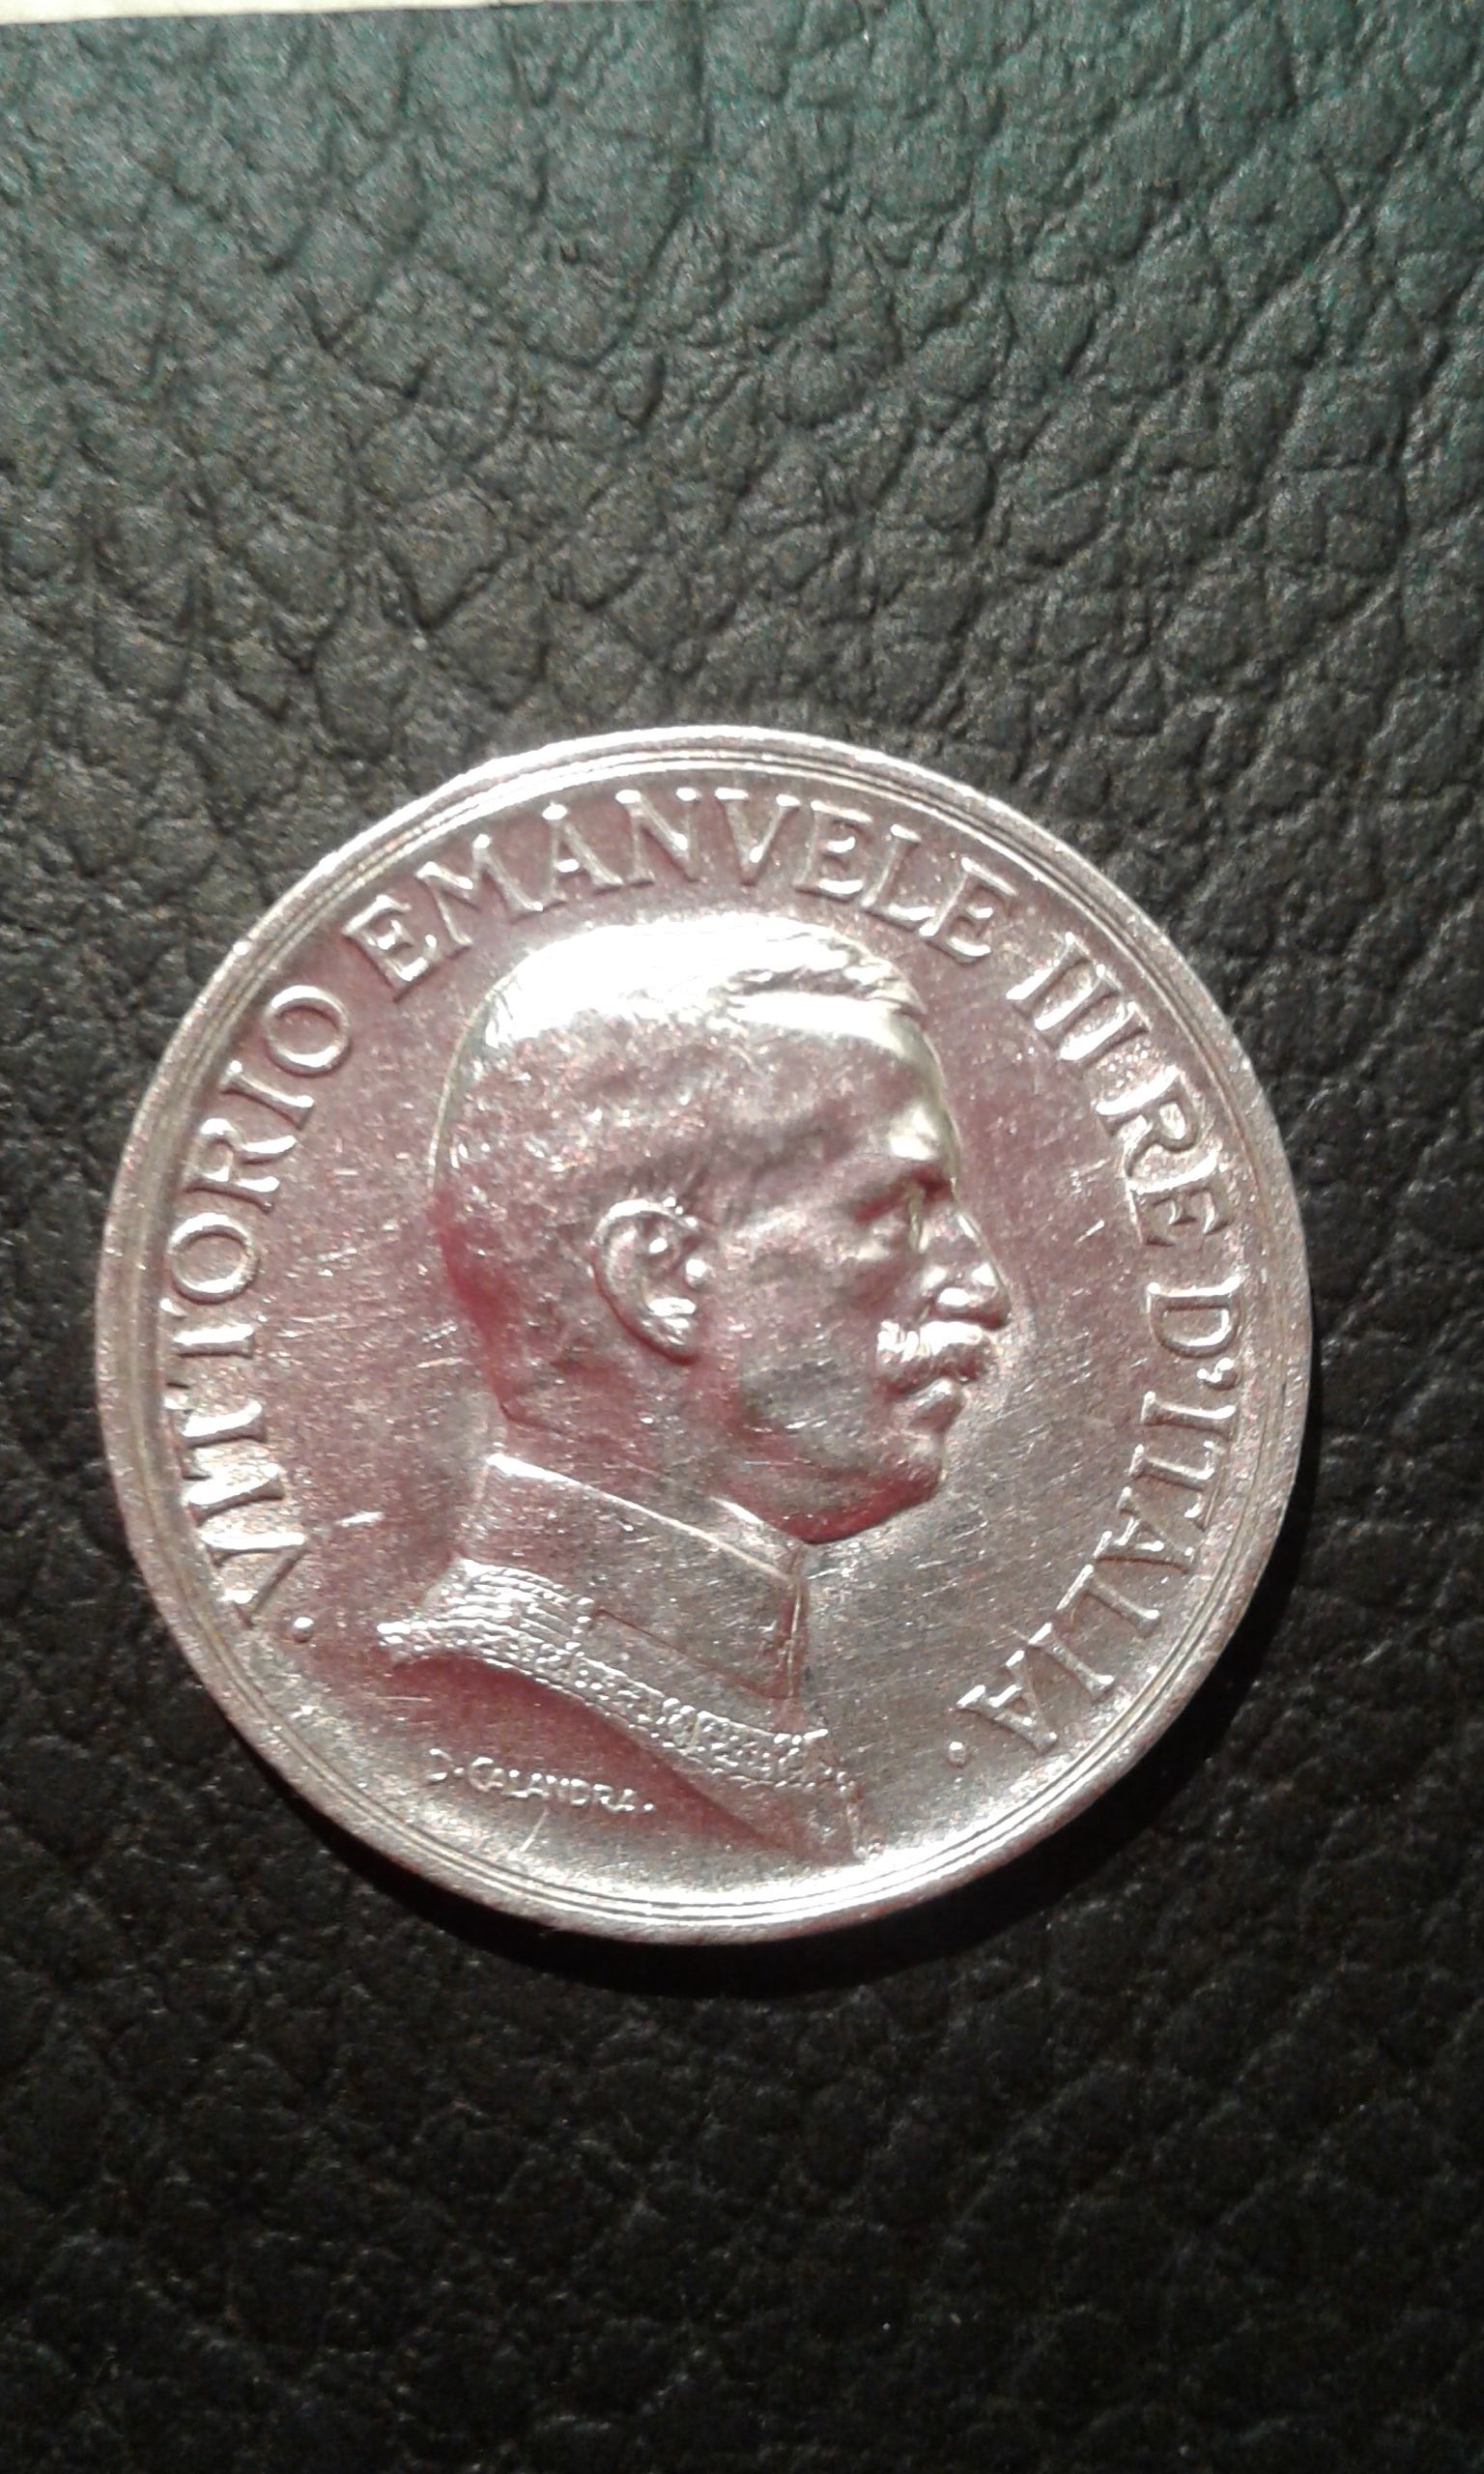 · VITTORIO EMANVELE III RE D'ITALIA ·
D. CALANDRA.